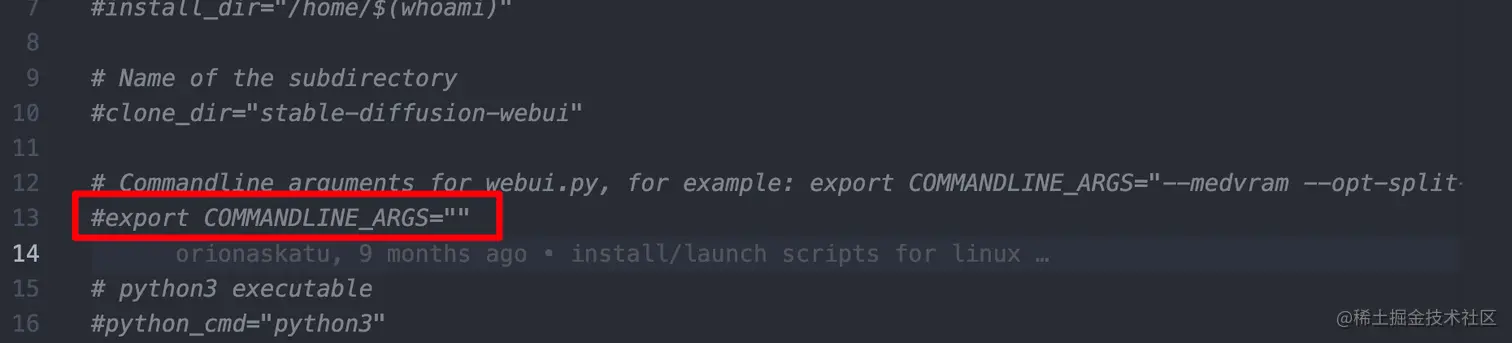 7 #install_dir="/home/$(whoami)"
8
9 # Name of the subdirectory
10 #clone_dir="stable-diffusion-webui"
11
12 # Commandline arguments for webui.py, for example: export COMMANDLINE_ARGS="--medvram --opt-split-
13 #export COMMANDLINE_ARGS=""
14 orionaskatu, 9 months ago • install/launch scripts for linux …
15 # python3 executable
16 #python_cmd="python3"
@稀土掘金技术社区